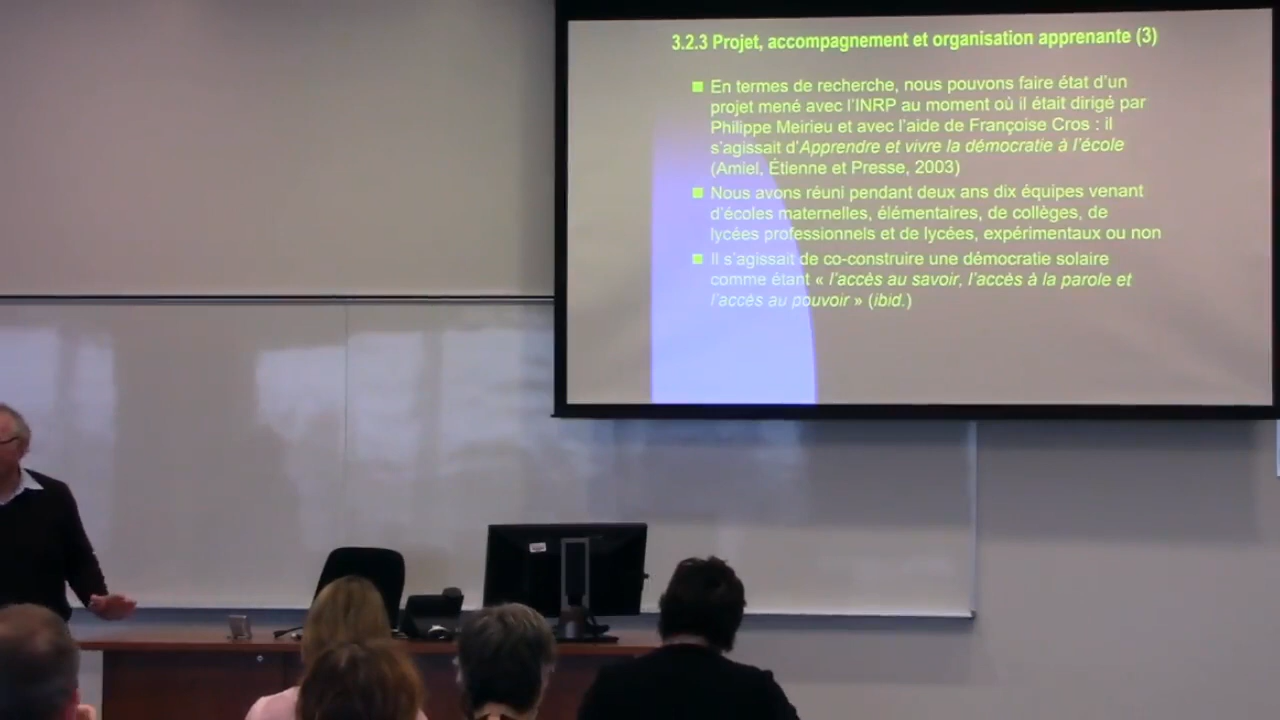 3.2.3 Projet, accompagnement et organisation apprenante (3)
En termes de recherche, nous pouvons faire état d'un
projet mené avec l'INRP au moment où il était dirigé par
Philippe Meirieu et avec l'aide de Françoise Cros : il
s'agissait d'Apprendre et vivre la démocratie à l'école
(Amiel, Étienne et Presse, 2003)
Nous avons réuni pendant deux ans dix équipes venant
d'écoles maternelles, élémentaires, de collèges, de
lycées professionnels et de lycées, expérimentaux ou non
Il s'agissait de co-construire une démocratie solaire
comme étant « l'accès au savoir, l'accès à la parole et
l'accès au pouvoir » (ibid.)